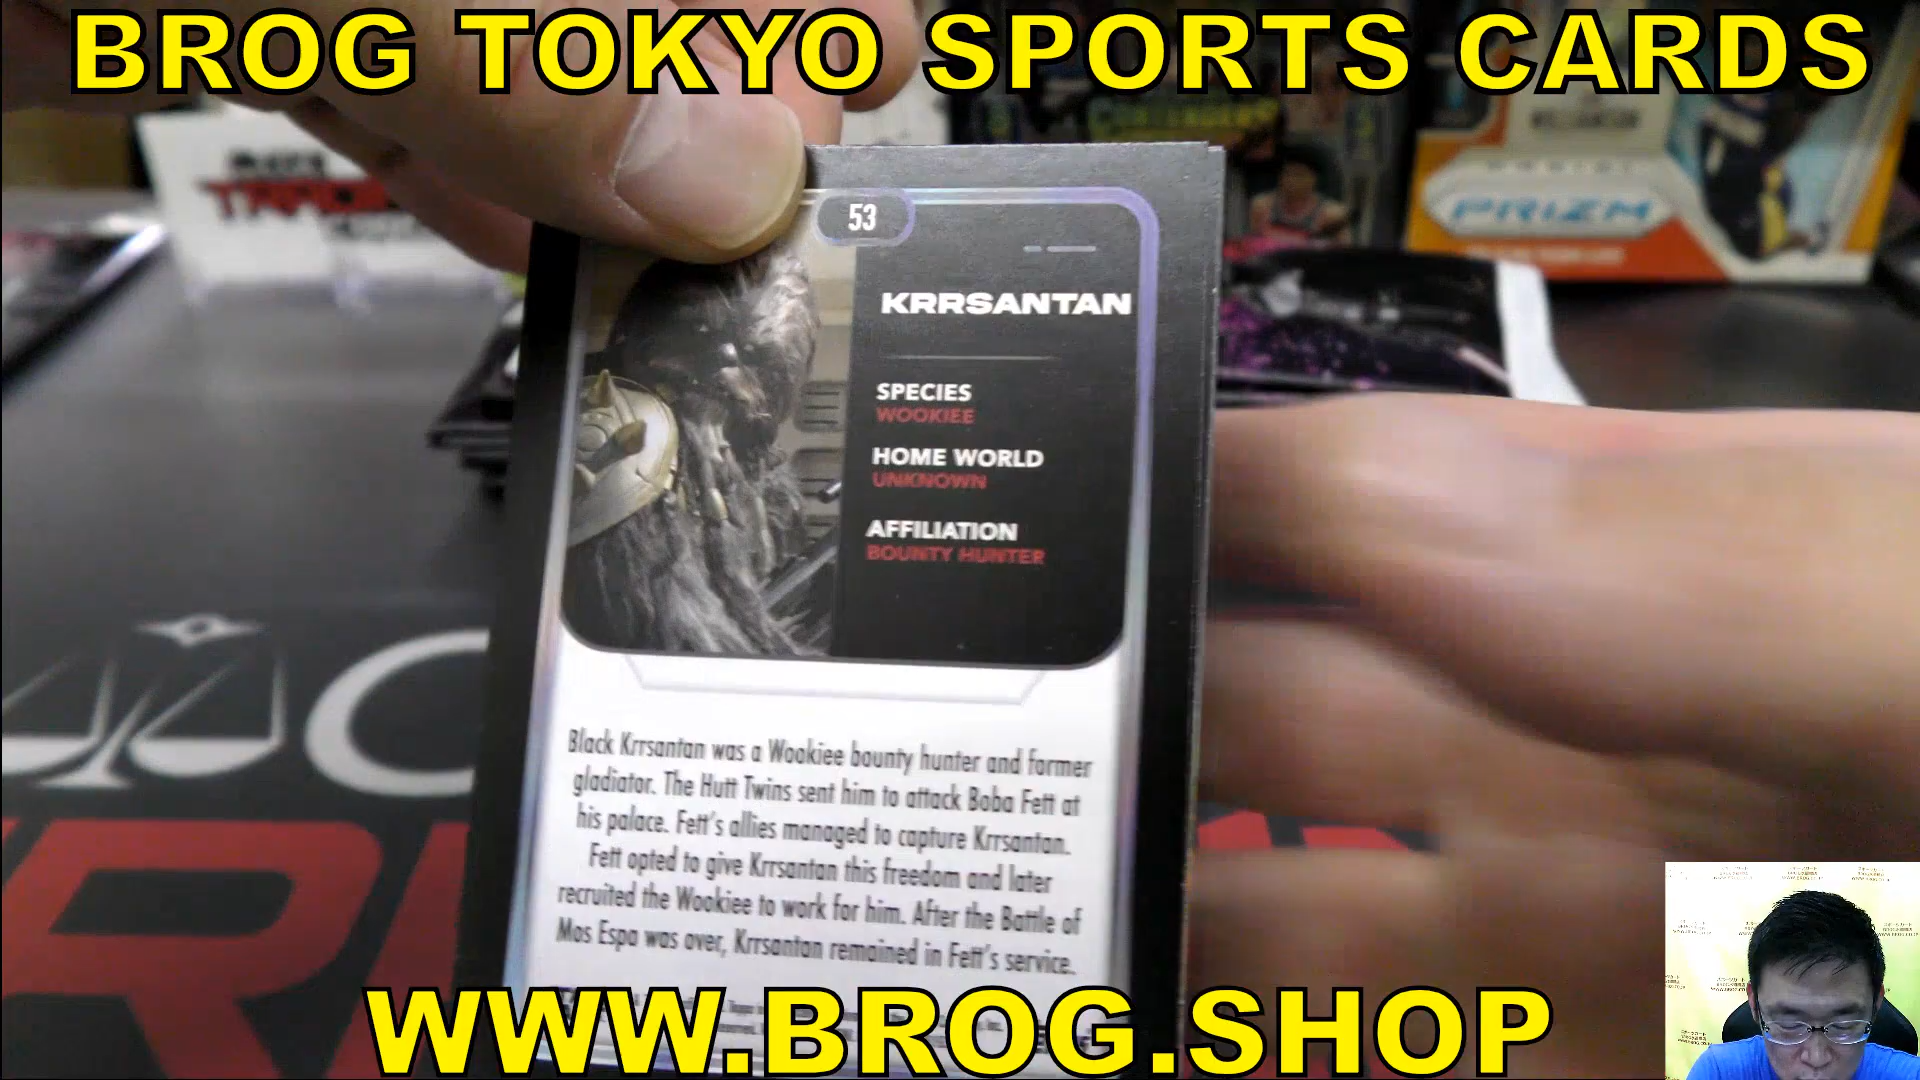 BROG TOKYO SPORTS CARDS
PRIZM
53
KRRSANTAN
SPECIES
WOOKIEE
HOME WORLD
UNKNOWN
AFFILIATION
BOUNTY HUNTER
Black Krrsantan was a Wookiee bounty hunter and former
gladiator. The Hutt Twins sent him to attack Boba Fett at
his palace. Fett's allies managed to capture Krrsantan.
Fett opted to give Krrsantan this freedom and later
recruited the Wookiee to work for him. After the Battle of
Mos Espa was over, Krrsantan remained in Fett's service.
WWW.BROG.SHOP